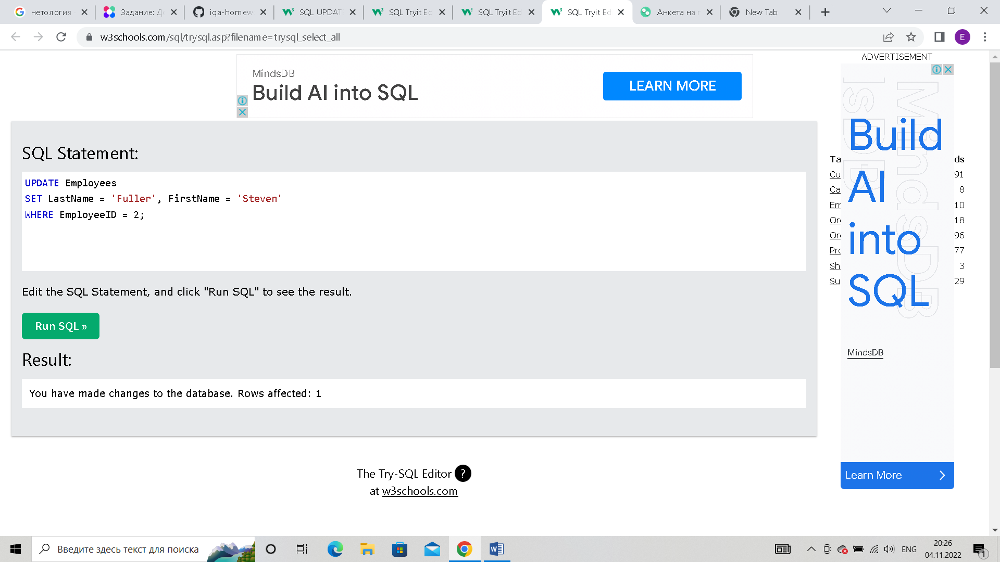 нетология
Задание: Д
iqa-homew
SQL UPDAT
SQL Tryit Ed
SQL Tryit Ed
SQL Tryit Ed
Анкета на п
New Tab
w3schools.com/sql/trysql.asp?filename=trysql_select_all
E
MindsDB
Build AI into SQL
LEARN MORE
ADVERTISEMENT
SQL Statement:
UPDATE Employees
SET LastName = 'Fuller', FirstName = 'Steven'
WHERE EmployeeID = 2;
Edit the SQL Statement, and click "Run SQL" to see the result.
Run SQL »
Result:
You have made changes to the database. Rows affected: 1
The Try-SQL Editor ?
at w3schools.com
MindsDB
Build
AI
into
SQL
Ta ds
Cu 91
Ca 8
Em 10
Or 18
Or 96
Pro 77
Sh 3
Su 29
MindsDB
Learn More
Введите здесь текст для поиска
ENG
20:26
04.11.2022
1